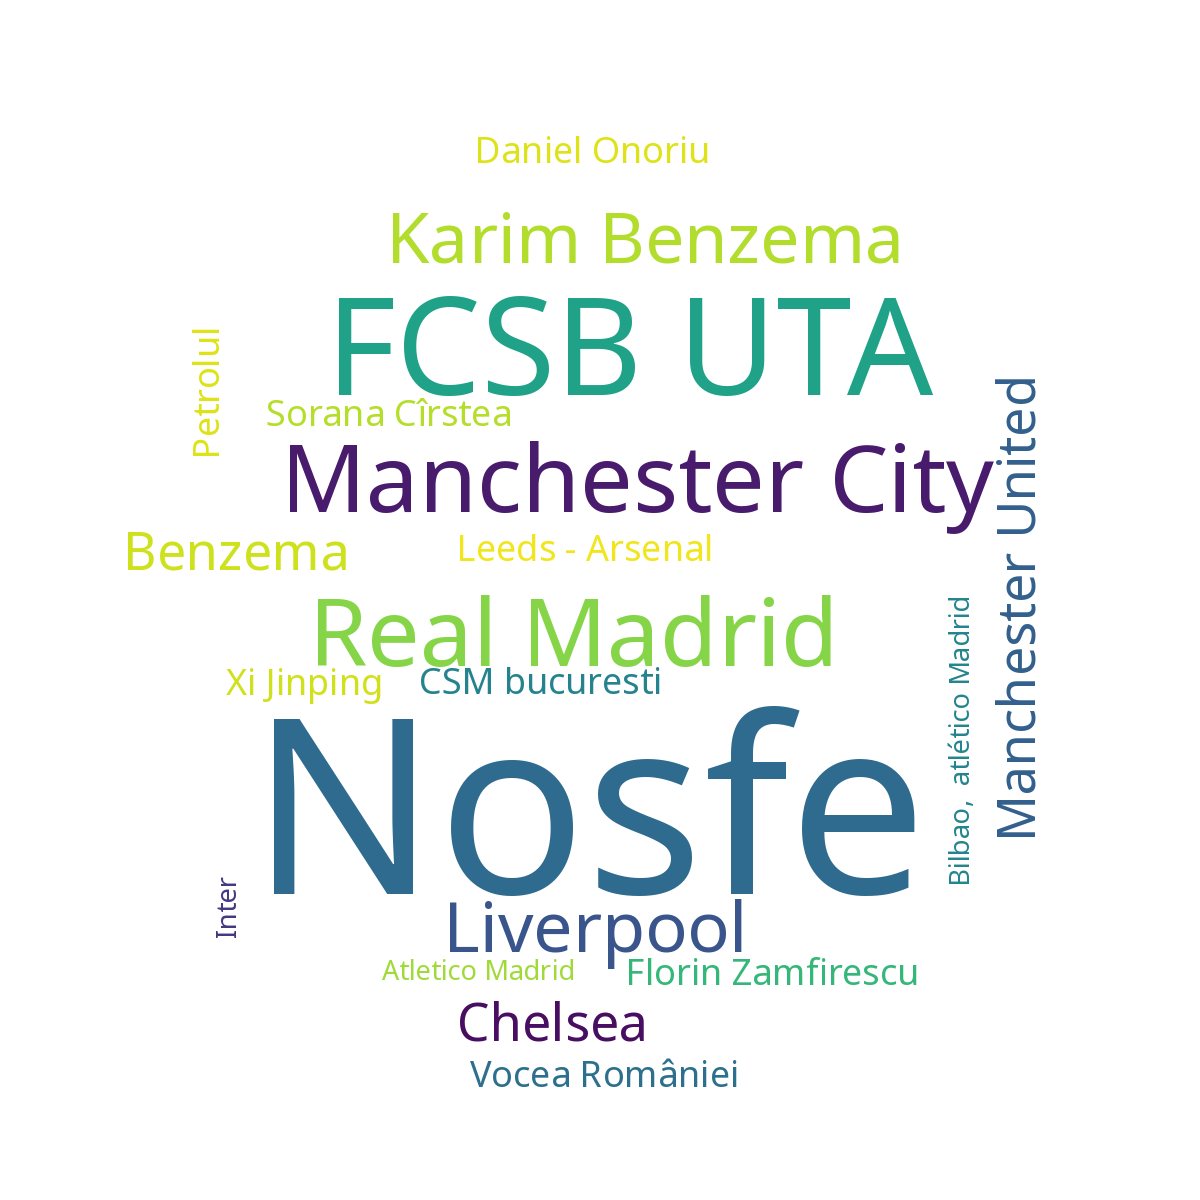 Daniel Onoriu
Karim Benzema
FCSB UTA
Petrolul
Sorana Cîrstea
Manchester City
Manchester United
Benzema
Leeds - Arsenal
Real Madrid
Bilbao,  atlético Madrid
Xi Jinping
CSM bucuresti
Nosfe
Inter
Liverpool
Atletico Madrid
Florin Zamfirescu
Chelsea
Vocea României